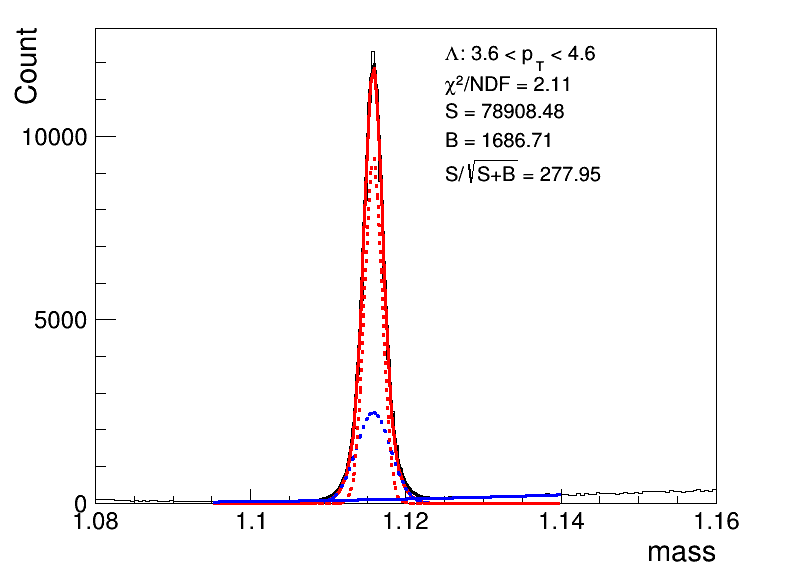 Count
10000
5000
0
1.08
1.1
1.12
1.14
1.16
mass
Λ: 3.6 < p_T < 4.6
χ²/NDF = 2.11
S = 78908.48
B = 1686.71
S/√S+B = 277.95